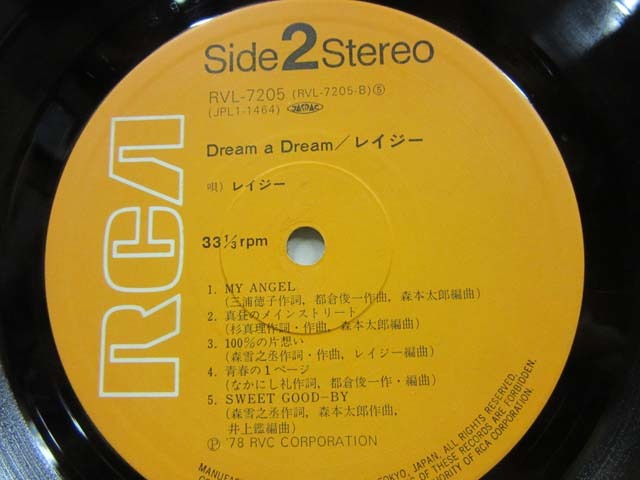 Side 2 Stereo
RVL-7205 (RVL-7205-B)⑤
(JPL1-1464) JASRAC
Dream a Dream/レイジー
唄) レイジー
33 1/3 rpm
RCA
1. MY ANGEL
(三浦徳子作詞, 都倉俊一作曲, 森本太郎編曲)
2. 真昼のメインストリート
(杉真理作詞・作曲, 森本太郎編曲)
3. 100%の片想い
(森雪之丞作詞・作曲, レイジー編曲)
4. 青春の1ページ
(なかにし礼作詞, 都倉俊一作・編曲)
5. SWEET GOOD-BY
(森雪之丞作詞, 森本太郎作曲,
井上鑑編曲)
Ⓟ '78 RVC CORPORATION
TOKYO, JAPAN. ALL RIGHTS RESERVED.
OF THESE RECORDS ARE FORBIDDEN.
OF RCA CORPORATION.